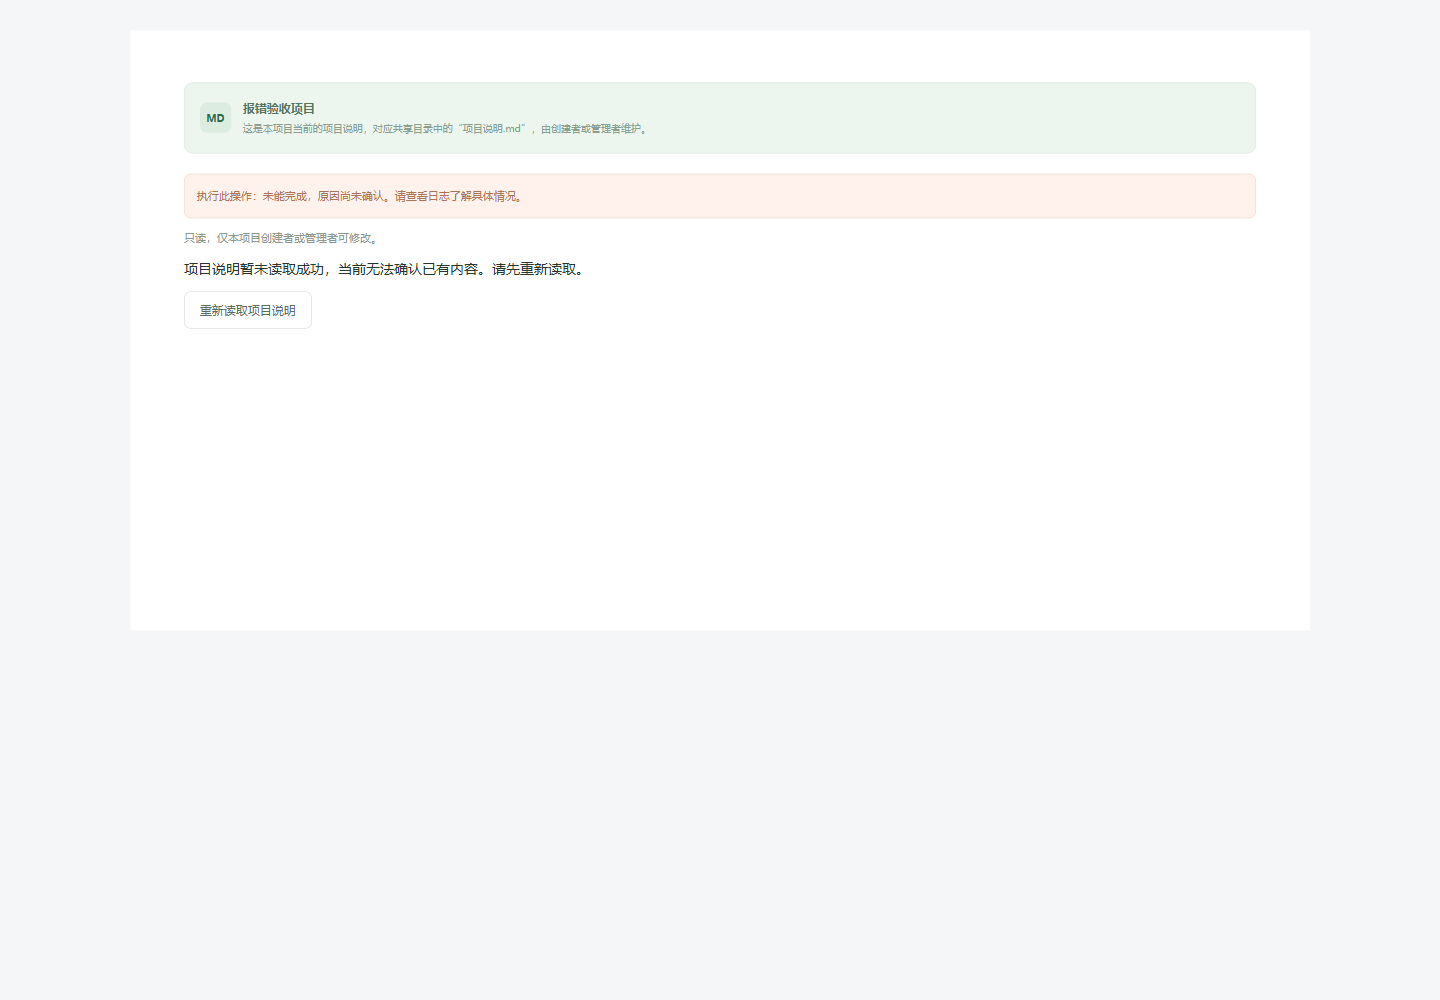 MD
报错验收项目
这是本项目当前的项目说明，对应共享目录中的“项目说明.md”，由创建者或管理者维护。
执行此操作：未能完成，原因尚未确认。请查看日志了解具体情况。
只读，仅本项目创建者或管理者可修改。
项目说明暂未读取成功，当前无法确认已有内容。请先重新读取。
重新读取项目说明